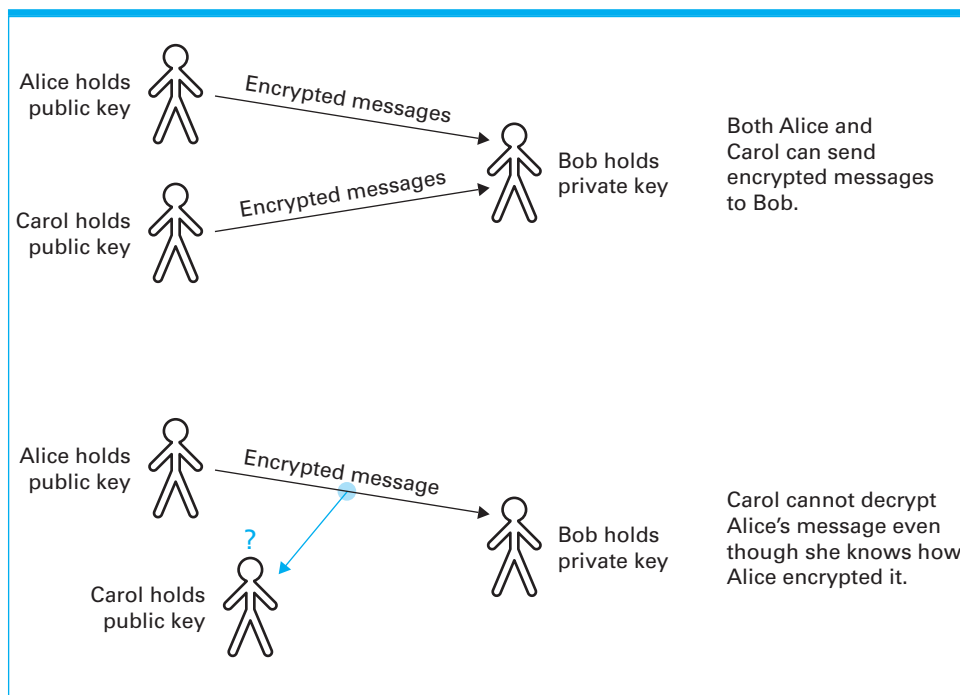 Alice holds
public key
Encrypted messages
Carol holds
public key
Encrypted messages
Bob holds
private key
Both Alice and
Carol can send
encrypted messages
to Bob.
Alice holds
public key
Encrypted message
?
Carol holds
public key
Bob holds
private key
Carol cannot decrypt
Alice’s message even
though she knows how
Alice encrypted it.